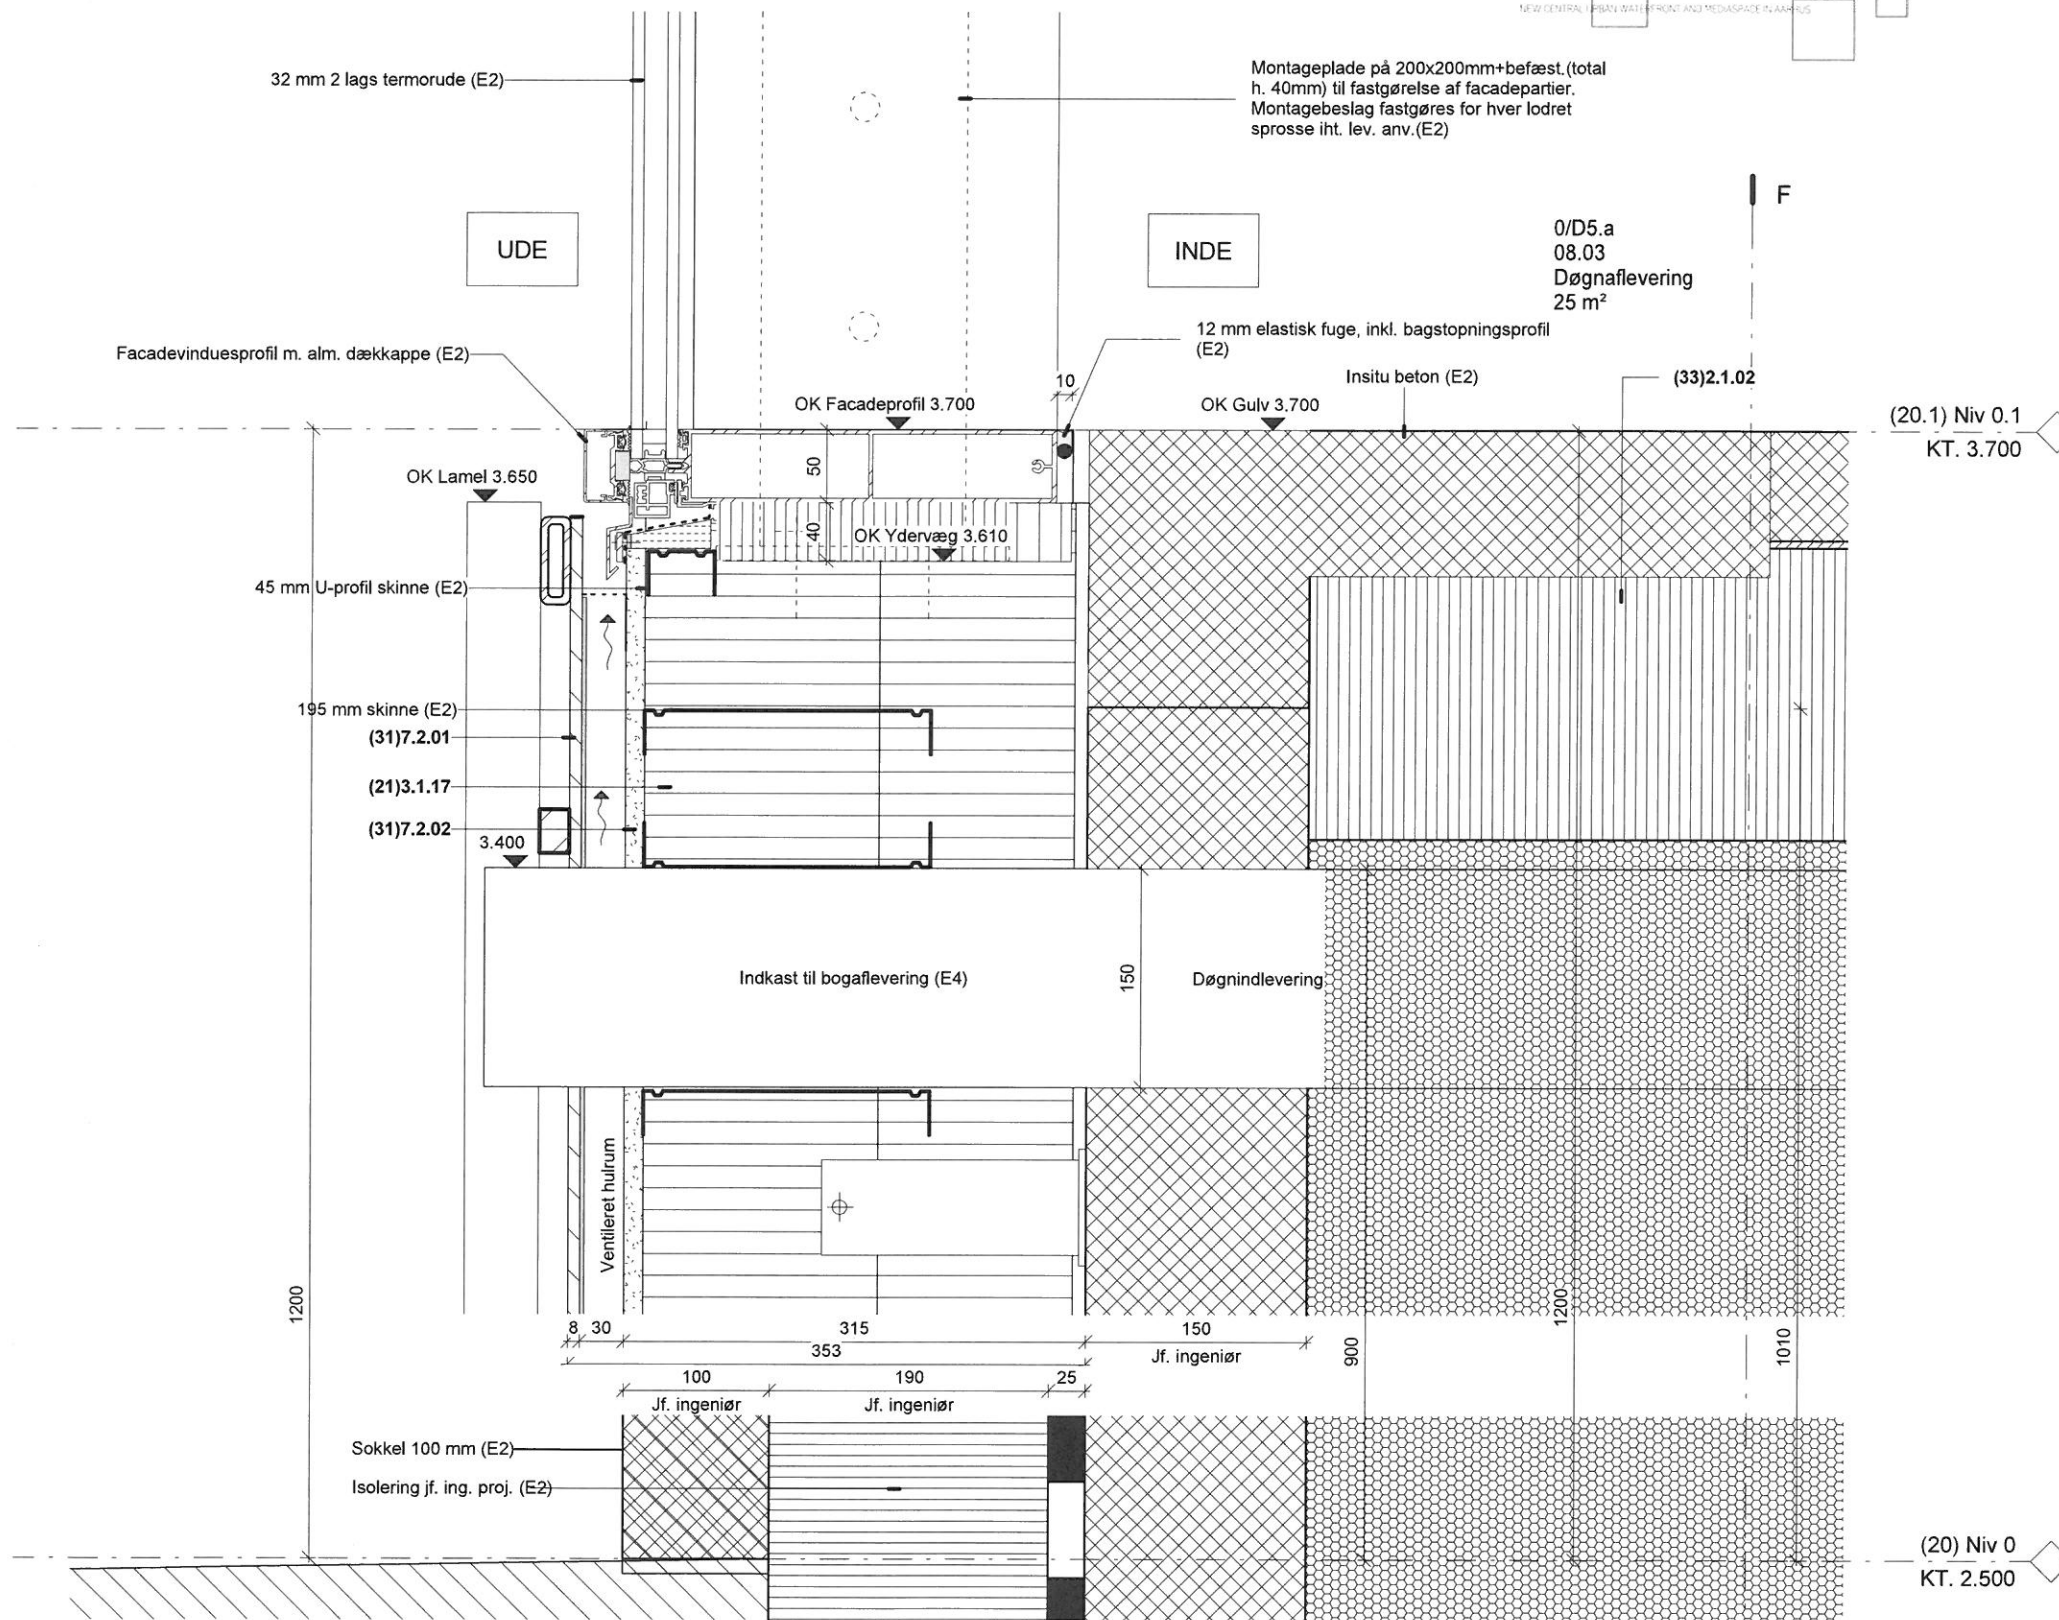 NEW CENTRAL URBAN WATERFRONT AND MEDIASPACE IN AARHUS
32 mm 2 lags termorude (E2)
Montageplade på 200x200mm+befæst.(total
h. 40mm) til fastgørelse af facadepartier.
Montagebeslag fastgøres for hver lodret
sprosse iht. lev. anv.(E2)
F
UDE
INDE
0/D5.a
08.03
Døgnaflevering
25 m²
12 mm elastisk fuge, inkl. bagstopningsprofil
(E2)
Facadevinduesprofil m. alm. dækkappe (E2)
10
Insitu beton (E2)
(33)2.1.02
OK Facadeprofil 3.700
OK Gulv 3.700
(20.1) Niv 0.1
KT. 3.700
50
OK Lamel 3.650
40
OK Ydervæg 3.610
45 mm U-profil skinne (E2)
195 mm skinne (E2)
(31)7.2.01
(21)3.1.17
(31)7.2.02
3.400
Indkast til bogaflevering (E4)
150
Døgnindlevering
Ventileret hulrum
1200
1200
900
1010
8
30
315
150
353
Jf. ingeniør
100
190
25
Jf. ingeniør
Jf. ingeniør
Sokkel 100 mm (E2)
Isolering jf. ing. proj. (E2)
(20) Niv 0
KT. 2.500